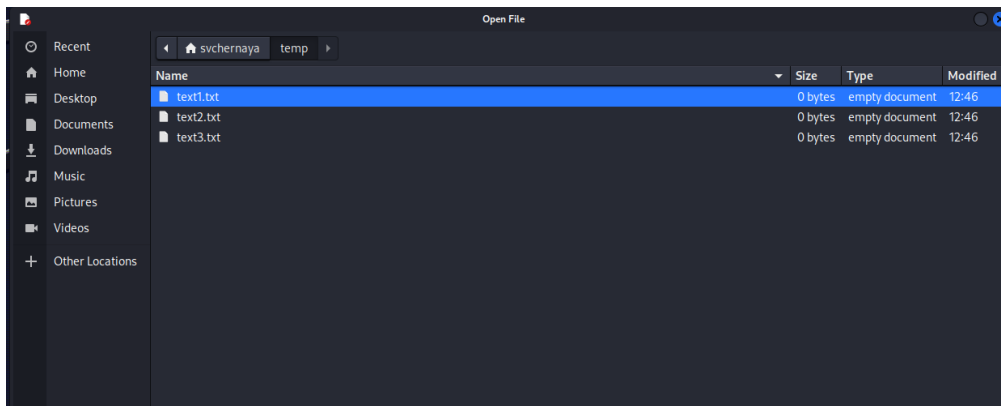 Open File
Recent
Home
Desktop
Documents
Downloads
Music
Pictures
Videos
Other Locations
svchernaya temp
Name Size Type Modified
text1.txt 0 bytes empty document 12:46
text2.txt 0 bytes empty document 12:46
text3.txt 0 bytes empty document 12:46